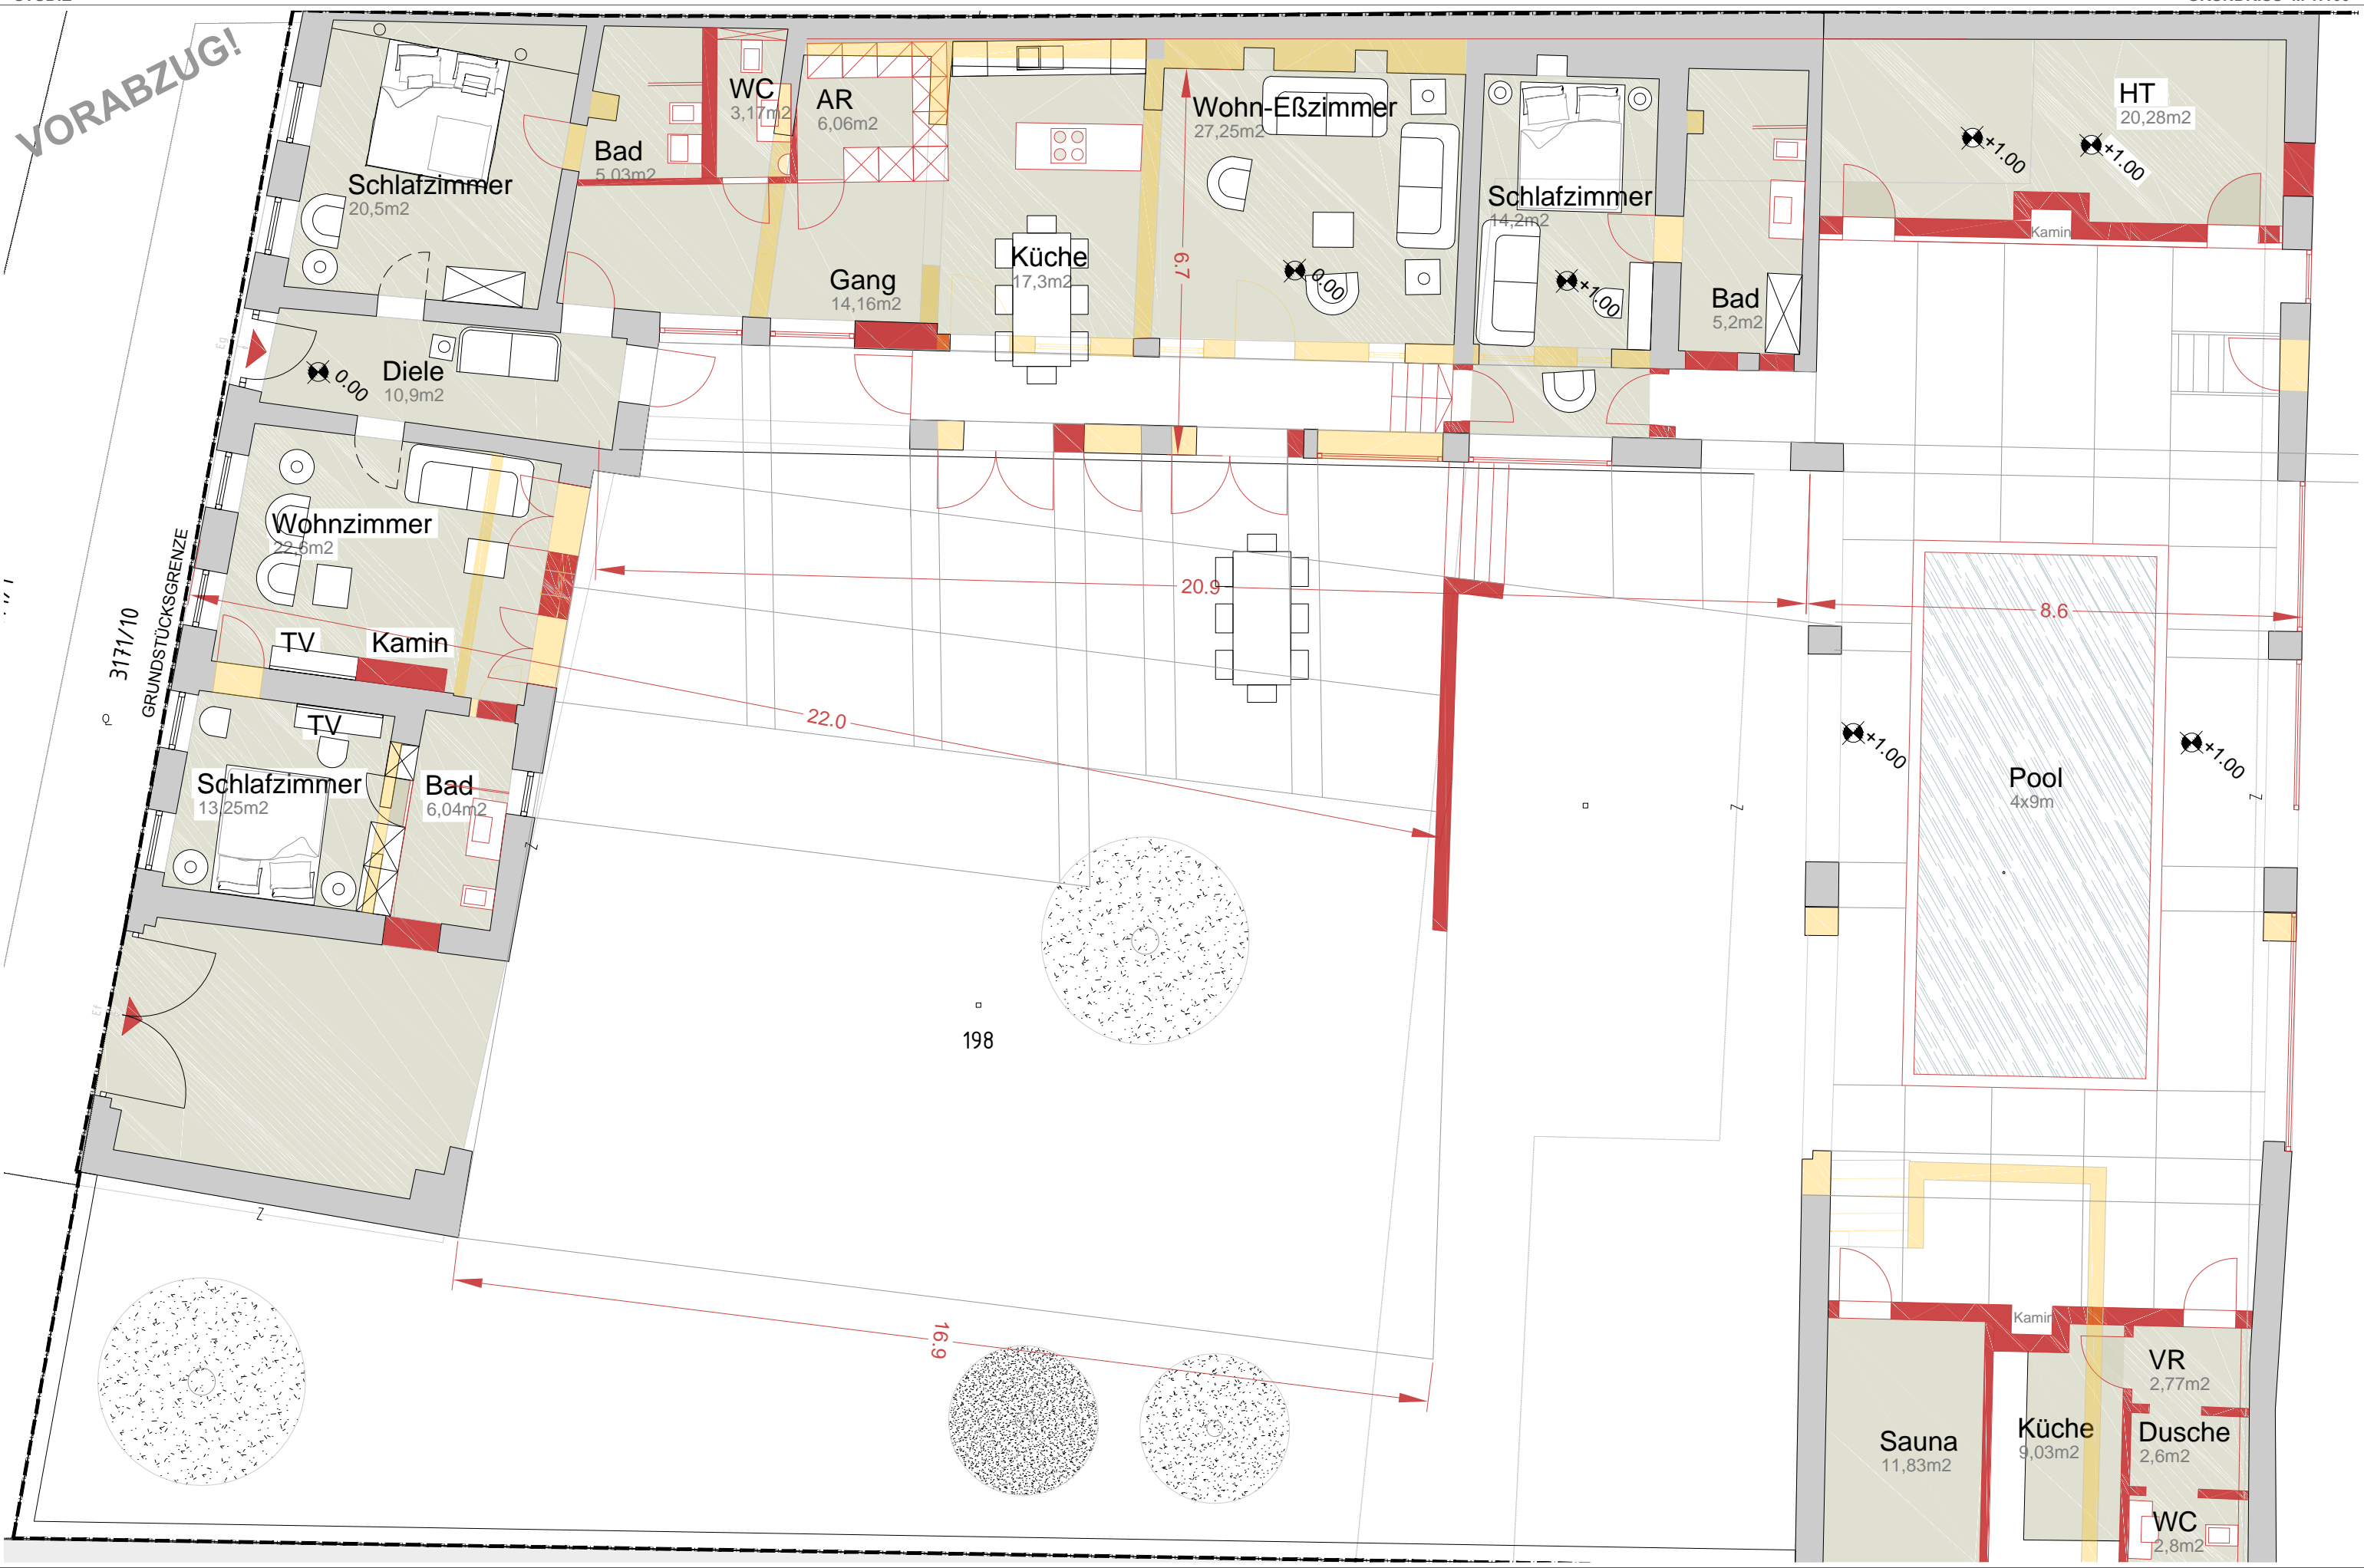 VORABZUG!
Schlafzimmer
20,5m2
Bad
5,03m2
WC
3,17m2
AR
6,06m2
Gang
14,16m2
Küche
17,3m2
Wohn-Eßzimmer
27,25m2
6.7
0.00
Schlafzimmer
14,2m2
+1.00
Bad
5,2m2
HT
20,28m2
+1.00
+1.00
Kamin
Diele
10,9m2
0.00
Wohnzimmer
22,6m2
TV
Kamin
3171/10
GRUNDSTÜCKSGRENZE
TV
Schlafzimmer
13,25m2
Bad
6,04m2
20.9
8.6
22.0
+1.00
+1.00
Pool
4x9m
198
16.9
Kamin
VR
2,77m2
Sauna
11,83m2
Küche
9,03m2
Dusche
2,6m2
WC
2,8m2